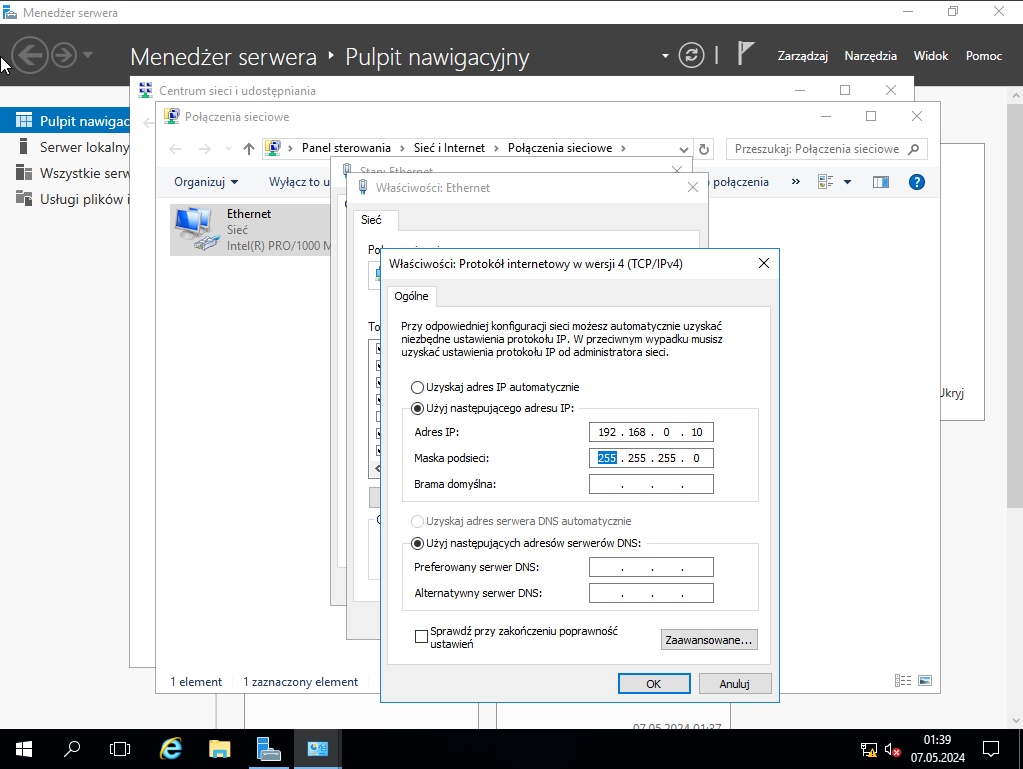 Menedżer serwera
Menedżer serwera
Pulpit nawigacyjny
Zarządzaj
Narzędzia
Widok
Pomoc
Centrum sieci i udostępniania
Pulpit nawigac
Serwer lokalny
Wszystkie serw
Usługi plików i
Połączenia sieciowe
Panel sterowania
Sieć i Internet
Połączenia sieciowe
Przeszukaj: Połączenia sieciowe
Organizuj
Wyłącz to u
połączenia
»
Ethernet
Sieć
Intel(R) PRO/1000 M
Stan: Ethernet
Właściwości: Ethernet
Sieć
To
Ukryj
Właściwości: Protokół internetowy w wersji 4 (TCP/IPv4)
Ogólne
Przy odpowiedniej konfiguracji sieci możesz automatycznie uzyskać
niezbędne ustawienia protokołu IP. W przeciwnym wypadku musisz
uzyskać ustawienia protokołu IP od administratora sieci.
Uzyskaj adres IP automatycznie
Użyj następującego adresu IP:
Adres IP: 192 . 168 . 0 . 10
Maska podsieci: 255 . 255 . 255 . 0
Brama domyślna: . . .
Uzyskaj adres serwera DNS automatycznie
Użyj następujących adresów serwerów DNS:
Preferowany serwer DNS: . . .
Alternatywny serwer DNS: . . .
Sprawdź przy zakończeniu poprawność
ustawień
Zaawansowane...
OK
Anuluj
1 element
1 zaznaczony element
07.05.2024 01:37
01:39
07.05.2024